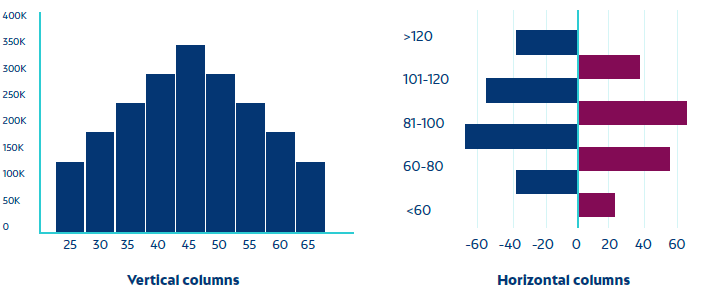 400K
350K
300K
250K
200K
150K
100K
50K
0
25 30 35 40 45 50 55 60 65
Vertical columns
>120
101-120
81-100
60-80
<60
-60 -40 -20 0 20 40 60
Horizontal columns